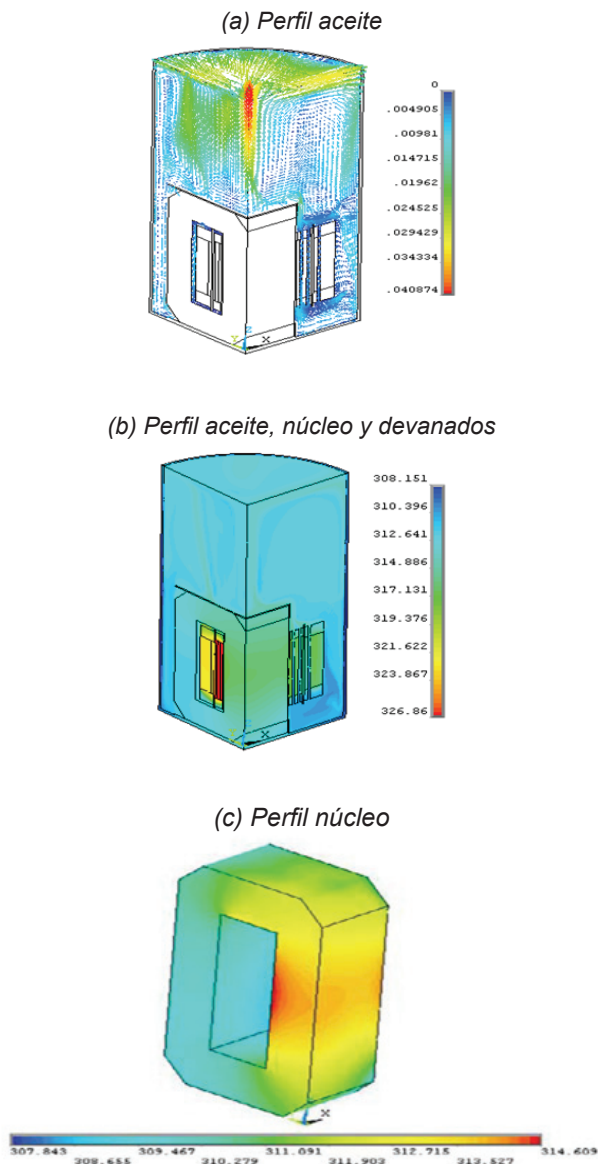 (a) Perfil aceite
0
.004905
.00981
.014715
.01962
.024525
.029429
.034334
.040874
Y
Z
X
(b) Perfil aceite, núcleo y devanados
308.151
310.396
312.641
314.886
317.131
319.376
321.622
323.867
326.86
X
(c) Perfil núcleo
X
307.843 309.467 311.091 312.715 314.609
308.655 310.279 311.903 313.527